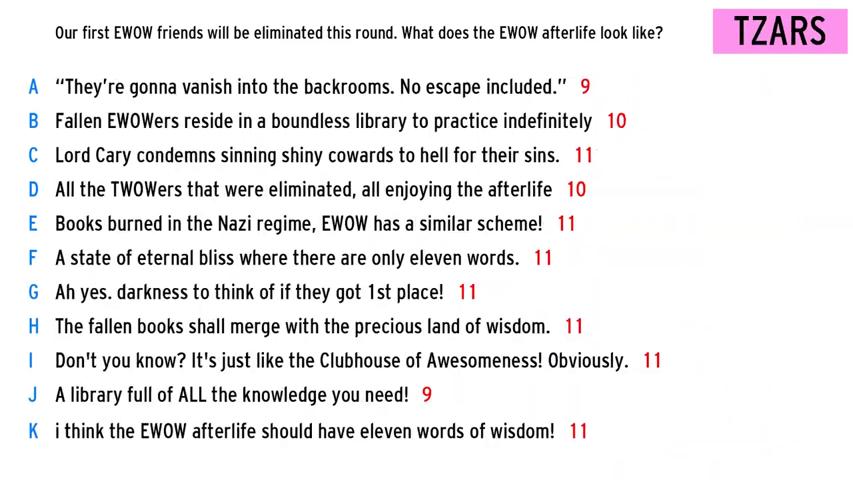 Our first EWOW friends will be eliminated this round. What does the EWOW afterlife look like?
TZARS
A “They're gonna vanish into the backrooms. No escape included.” 9
B Fallen EWOWers reside in a boundless library to practice indefinitely 10
C Lord Cary condemns sinning shiny cowards to hell for their sins. 11
D All the TWOWers that were eliminated, all enjoying the afterlife 10
E Books burned in the Nazi regime, EWOW has a similar scheme! 11
F A state of eternal bliss where there are only eleven words. 11
G Ah yes. darkness to think of if they got 1st place! 11
H The fallen books shall merge with the precious land of wisdom. 11
I Don't you know? It's just like the Clubhouse of Awesomeness! Obviously. 11
J A library full of ALL the knowledge you need! 9
K i think the EWOW afterlife should have eleven words of wisdom! 11